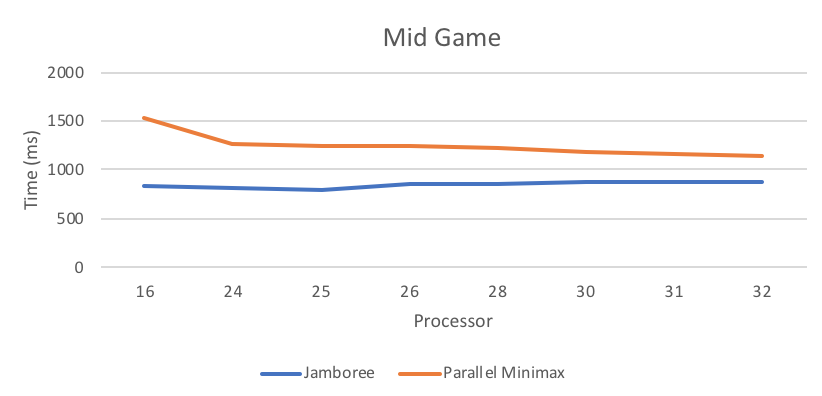 Mid Game
2000
1500
1000
500
0
Time (ms)
16 24 25 26 28 30 31 32
Processor
Jamboree Parallel Minimax